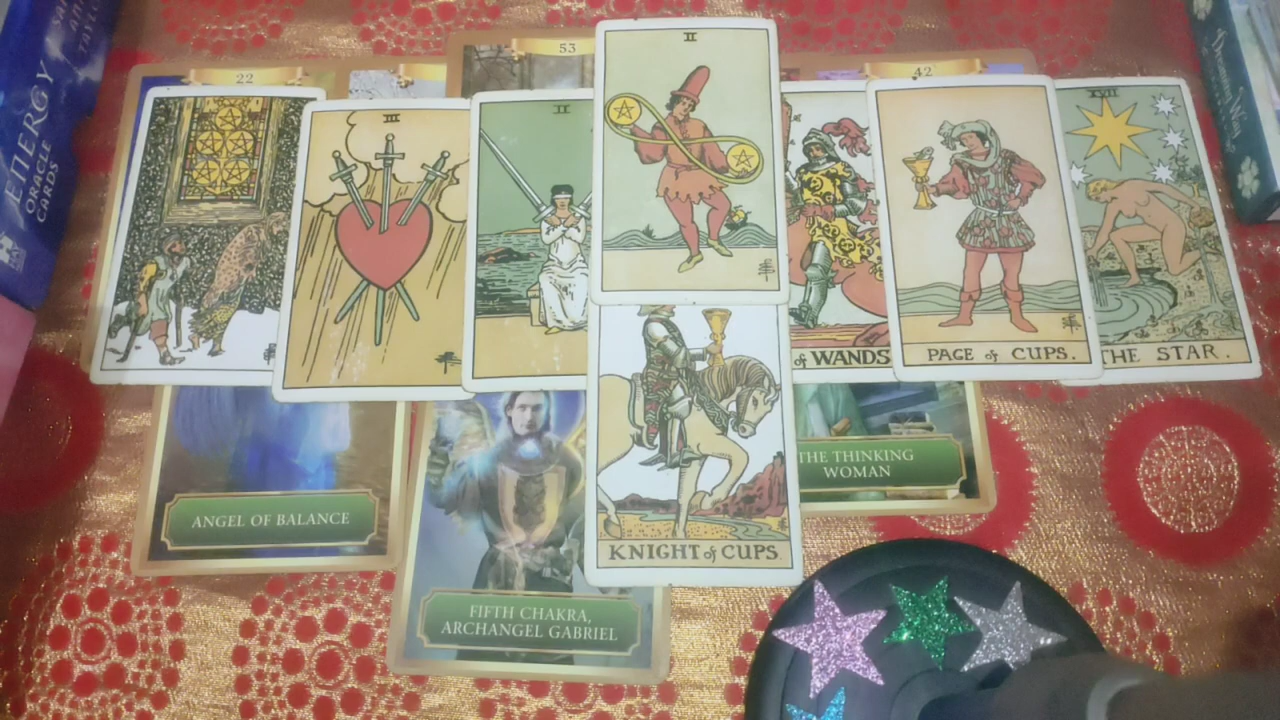 22
53
42
II
III
II
XVII
of WANDS
PAGE of CUPS.
THE STAR.
KNIGHT of CUPS
THE THINKING
WOMAN
ANGEL OF BALANCE
FIFTH CHAKRA,
ARCHANGEL GABRIEL
ENERGY
ORACLE
CARDS